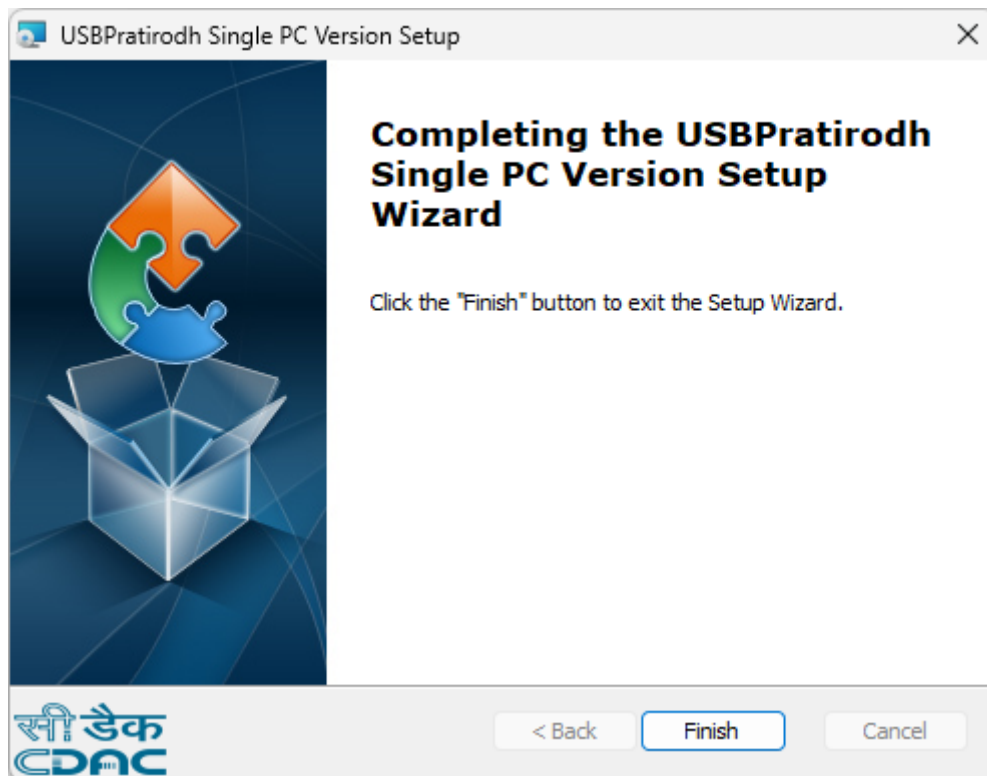 USBPratirodh Single PC Version Setup
Completing the USBPratirodh
Single PC Version Setup
Wizard
Click the "Finish" button to exit the Setup Wizard.
सी डैक
CDAC
< Back
Finish
Cancel